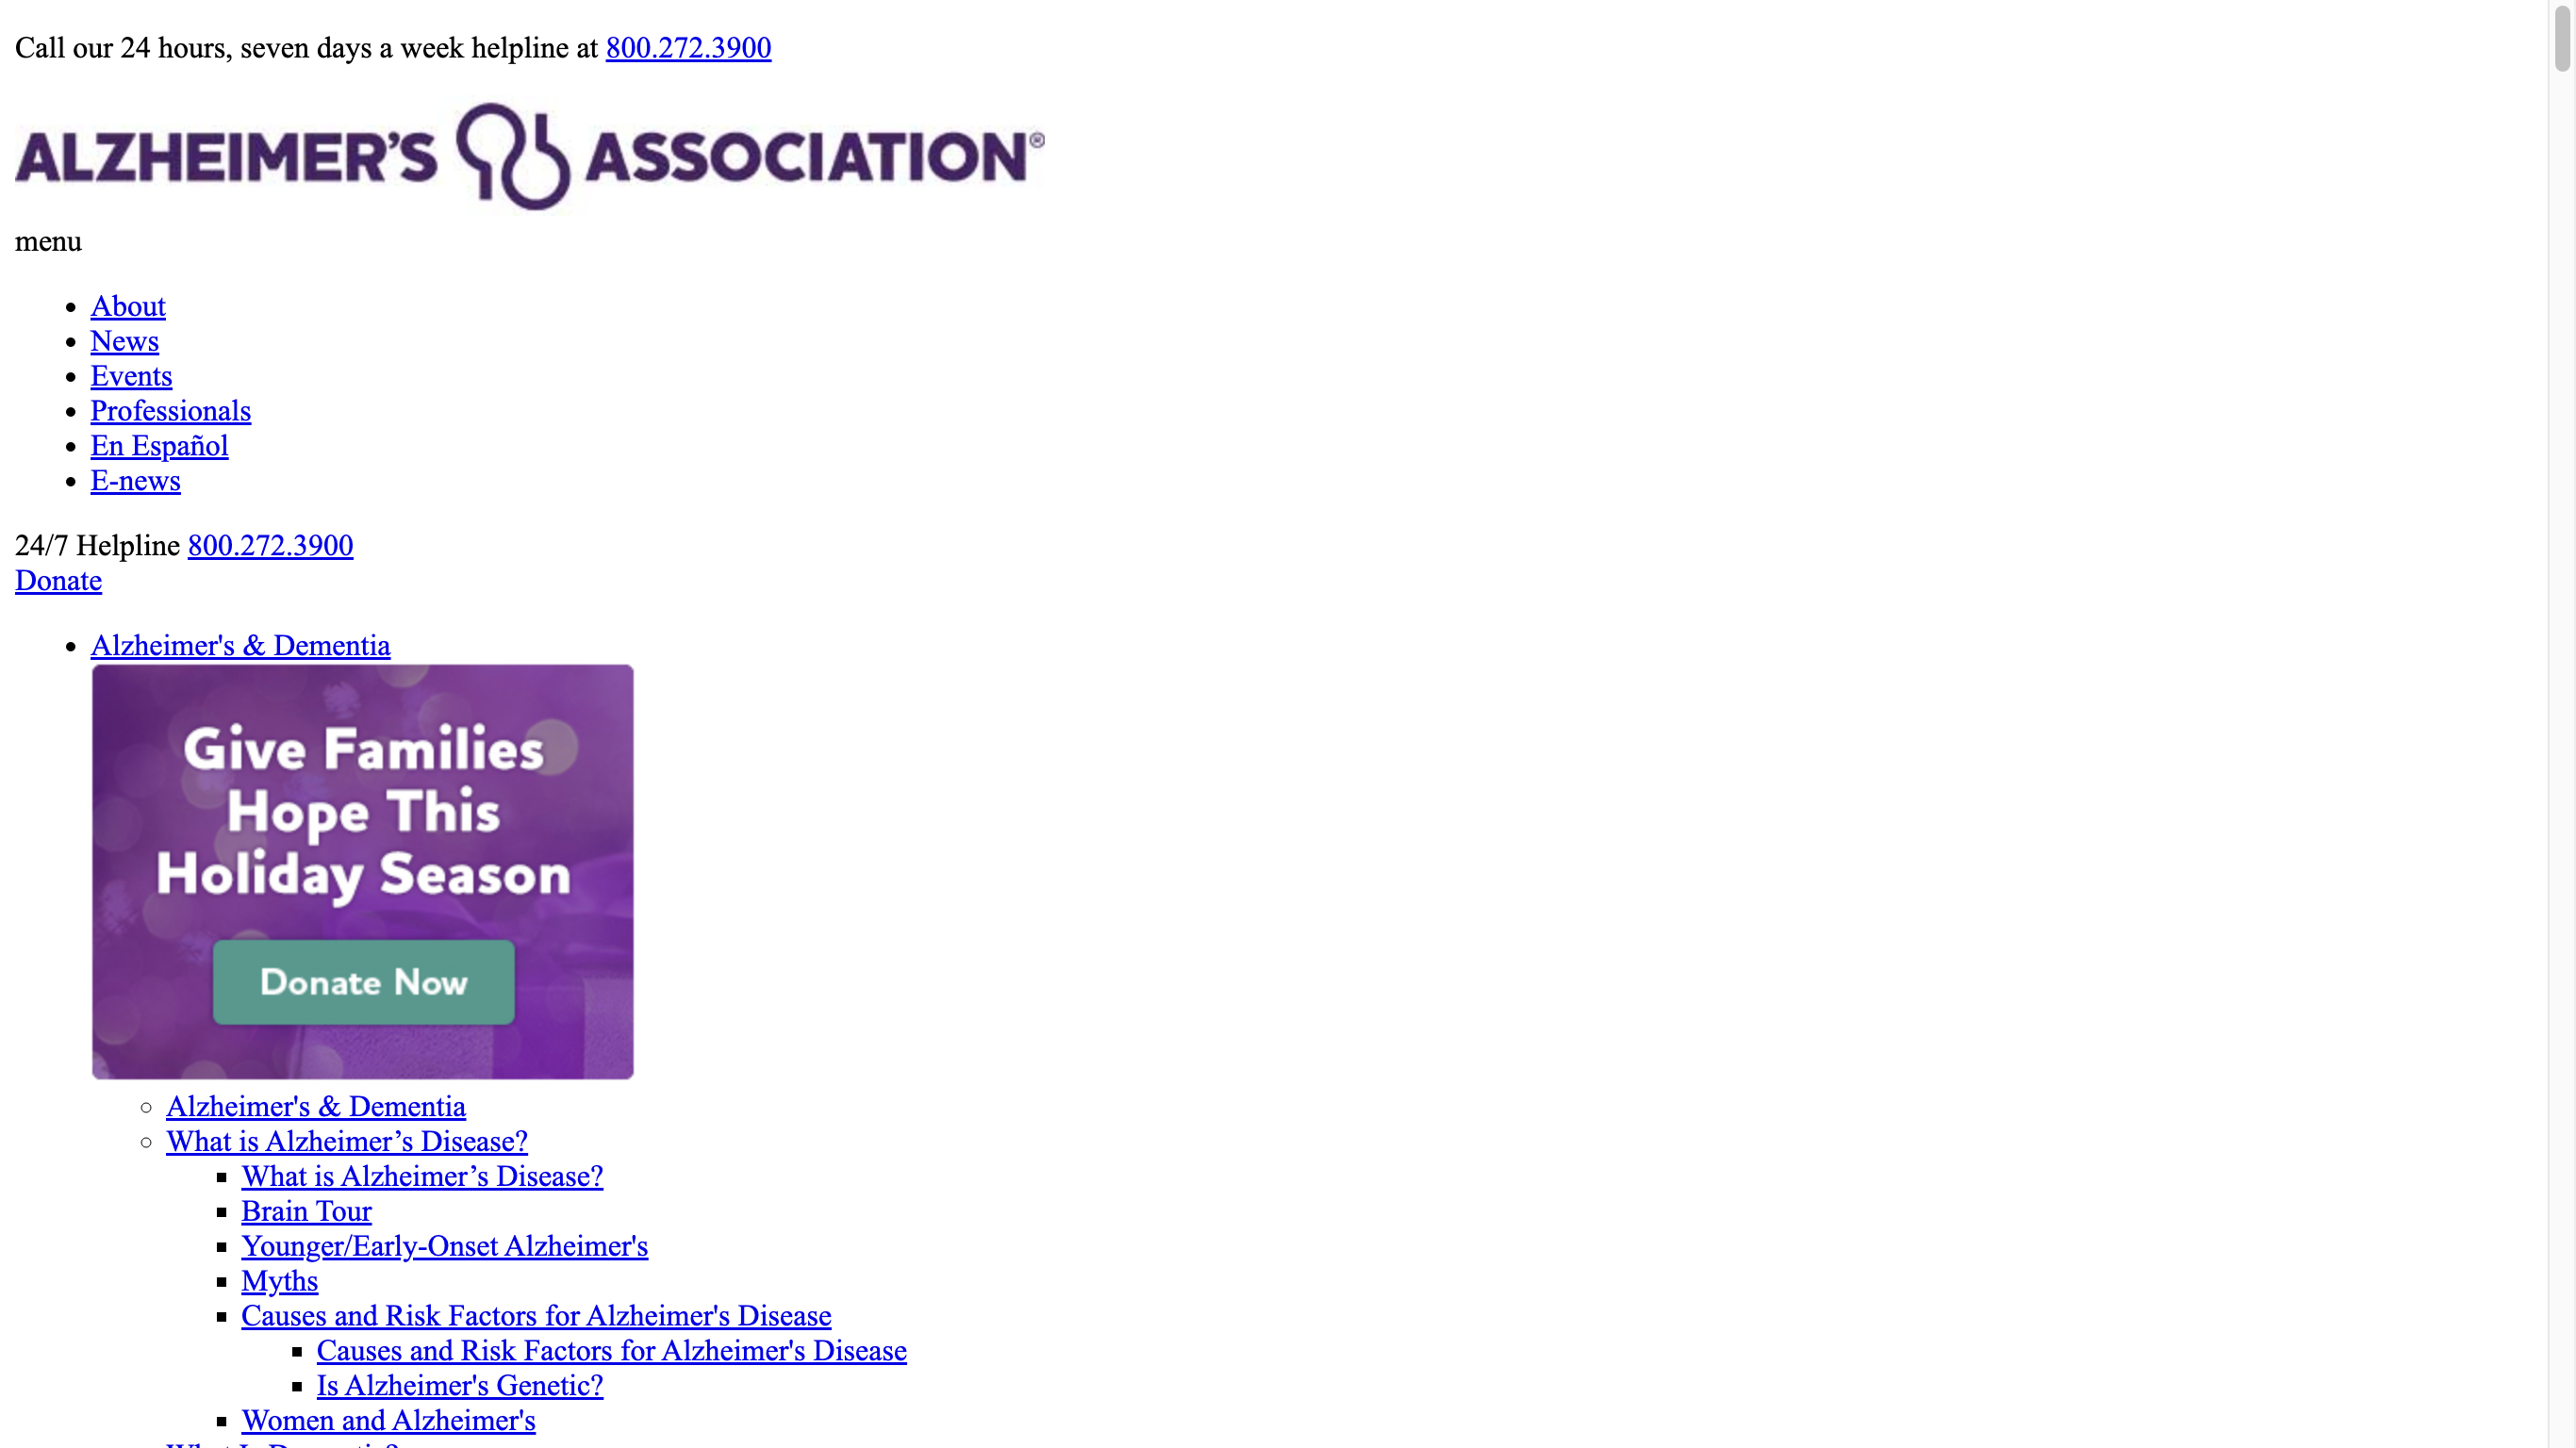 Call our 24 hours, seven days a week helpline at 800.272.3900
ALZHEIMER'S ASSOCIATION®
menu
About
News
Events
Professionals
En Español
E-news
24/7 Helpline 800.272.3900
Donate
Alzheimer's & Dementia
Give Families
Hope This
Holiday Season
Donate Now
Alzheimer's & Dementia
What is Alzheimer’s Disease?
What is Alzheimer’s Disease?
Brain Tour
Younger/Early-Onset Alzheimer's
Myths
Causes and Risk Factors for Alzheimer's Disease
Causes and Risk Factors for Alzheimer's Disease
Is Alzheimer's Genetic?
Women and Alzheimer's